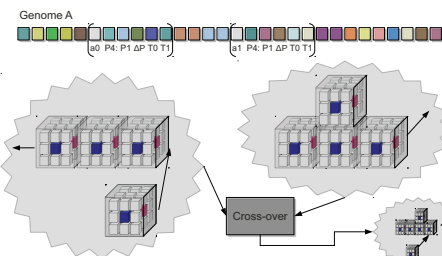 Genome A
a0 P4: P1 ΔP T0 T1
a1 P4: P1 ΔP T0 T1
Cross-over